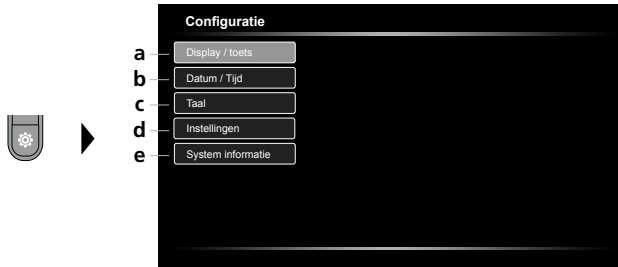 Configuratie
a Display / toets
b Datum / Tijd
c Taal
d Instellingen
e System informatie